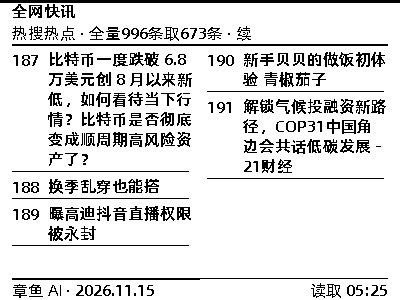 全网快讯
热搜热点 · 全量996条取673条 · 续
187 比特币一度跌破 6.8
万美元创 8 月以来新
低，如何看待当下行
情？比特币是否彻底
变成顺周期高风险资
产了？
188 换季乱穿也能搭
189 曝高迪抖音直播权限
被永封
190 新手贝贝的做饭初体
验 青椒茄子
191 解锁气候投融资新路
径，COP31中国角
边会共话低碳发展 -
21财经
章鱼 AI · 2026.11.15
读取 05:25